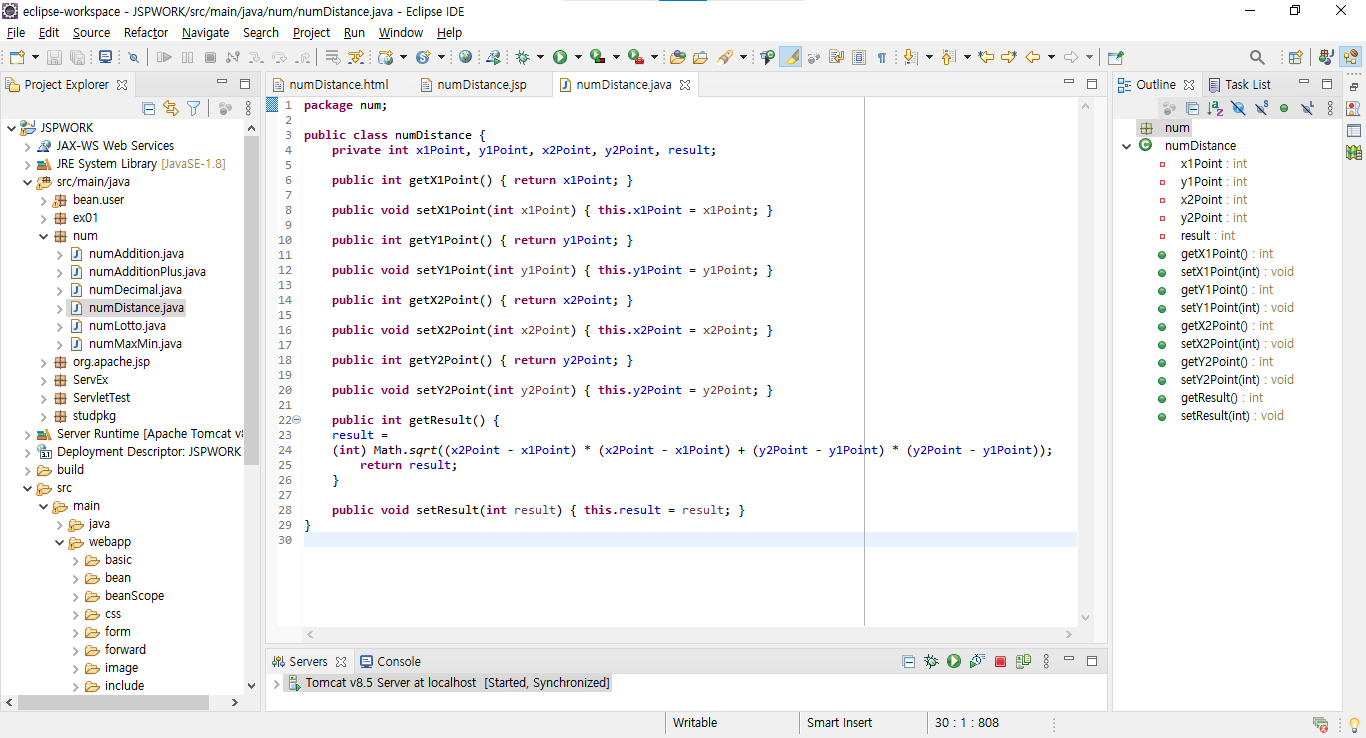 eclipse-workspace - JSPWORK/src/main/java/num/numDistance.java - Eclipse IDE
File Edit Source Refactor Navigate Search Project Run Window Help
Project Explorer
JSPWORK
JAX-WS Web Services
JRE System Library [JavaSE-1.8]
src/main/java
bean.user
ex01
num
numAddition.java
numAdditionPlus.java
numDecimal.java
numDistance.java
numLotto.java
numMaxMin.java
org.apache.jsp
ServEx
ServletTest
studpkg
Server Runtime [Apache Tomcat v
Deployment Descriptor: JSPWORK
build
src
main
java
webapp
basic
bean
beanScope
css
form
forward
image
include
numDistance.html numDistance.jsp numDistance.java
1 package num;
2
3 public class numDistance {
4 private int x1Point, y1Point, x2Point, y2Point, result;
5
6 public int getX1Point() { return x1Point; }
7
8 public void setX1Point(int x1Point) { this.x1Point = x1Point; }
9
10 public int getY1Point() { return y1Point; }
11
12 public void setY1Point(int y1Point) { this.y1Point = y1Point; }
13
14 public int getX2Point() { return x2Point; }
15
16 public void setX2Point(int x2Point) { this.x2Point = x2Point; }
17
18 public int getY2Point() { return y2Point; }
19
20 public void setY2Point(int y2Point) { this.y2Point = y2Point; }
21
22 public int getResult() {
23 result =
24 (int) Math.sqrt((x2Point - x1Point) * (x2Point - x1Point) + (y2Point - y1Point) * (y2Point - y1Point));
25 return result;
26 }
27
28 public void setResult(int result) { this.result = result; }
29 }
30
Servers Console
Tomcat v8.5 Server at localhost [Started, Synchronized]
Outline Task List
num
numDistance
x1Point : int
y1Point : int
x2Point : int
y2Point : int
result : int
getX1Point() : int
setX1Point(int) : void
getY1Point() : int
setY1Point(int) : void
getX2Point() : int
setX2Point(int) : void
getY2Point() : int
setY2Point(int) : void
getResult() : int
setResult(int) : void
Writable Smart Insert 30 : 1 : 808